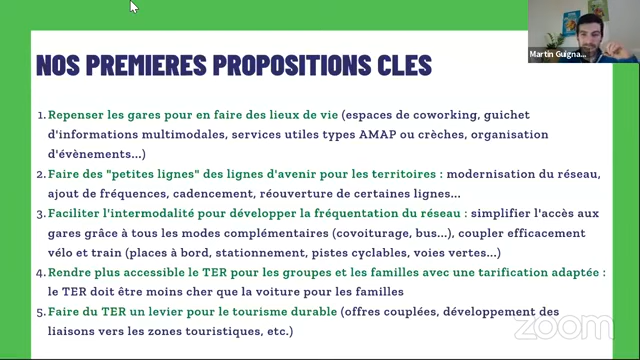 Martin Guigna...
NOS PREMIERES PROPOSITIONS CLES
1. Repenser les gares pour en faire des lieux de vie (espaces de coworking, guichet
d'informations multimodales, services utiles types AMAP ou crèches, organisation
d'évènements...)
2. Faire des "petites lignes" des lignes d'avenir pour les territoires : modernisation du réseau,
ajout de fréquences, cadencement, réouverture de certaines lignes...
3. Faciliter l'intermodalité pour développer la fréquentation du réseau : simplifier l'accès aux
gares grâce à tous les modes complémentaires (covoiturage, bus...), coupler efficacement
vélo et train (places à bord, stationnement, pistes cyclables, voies vertes...)
4. Rendre plus accessible le TER pour les groupes et les familles avec une tarification adaptée :
le TER doit être moins cher que la voiture pour les familles
5. Faire du TER un levier pour le tourisme durable (offres couplées, développement des
liaisons vers les zones touristiques, etc.)
zoom